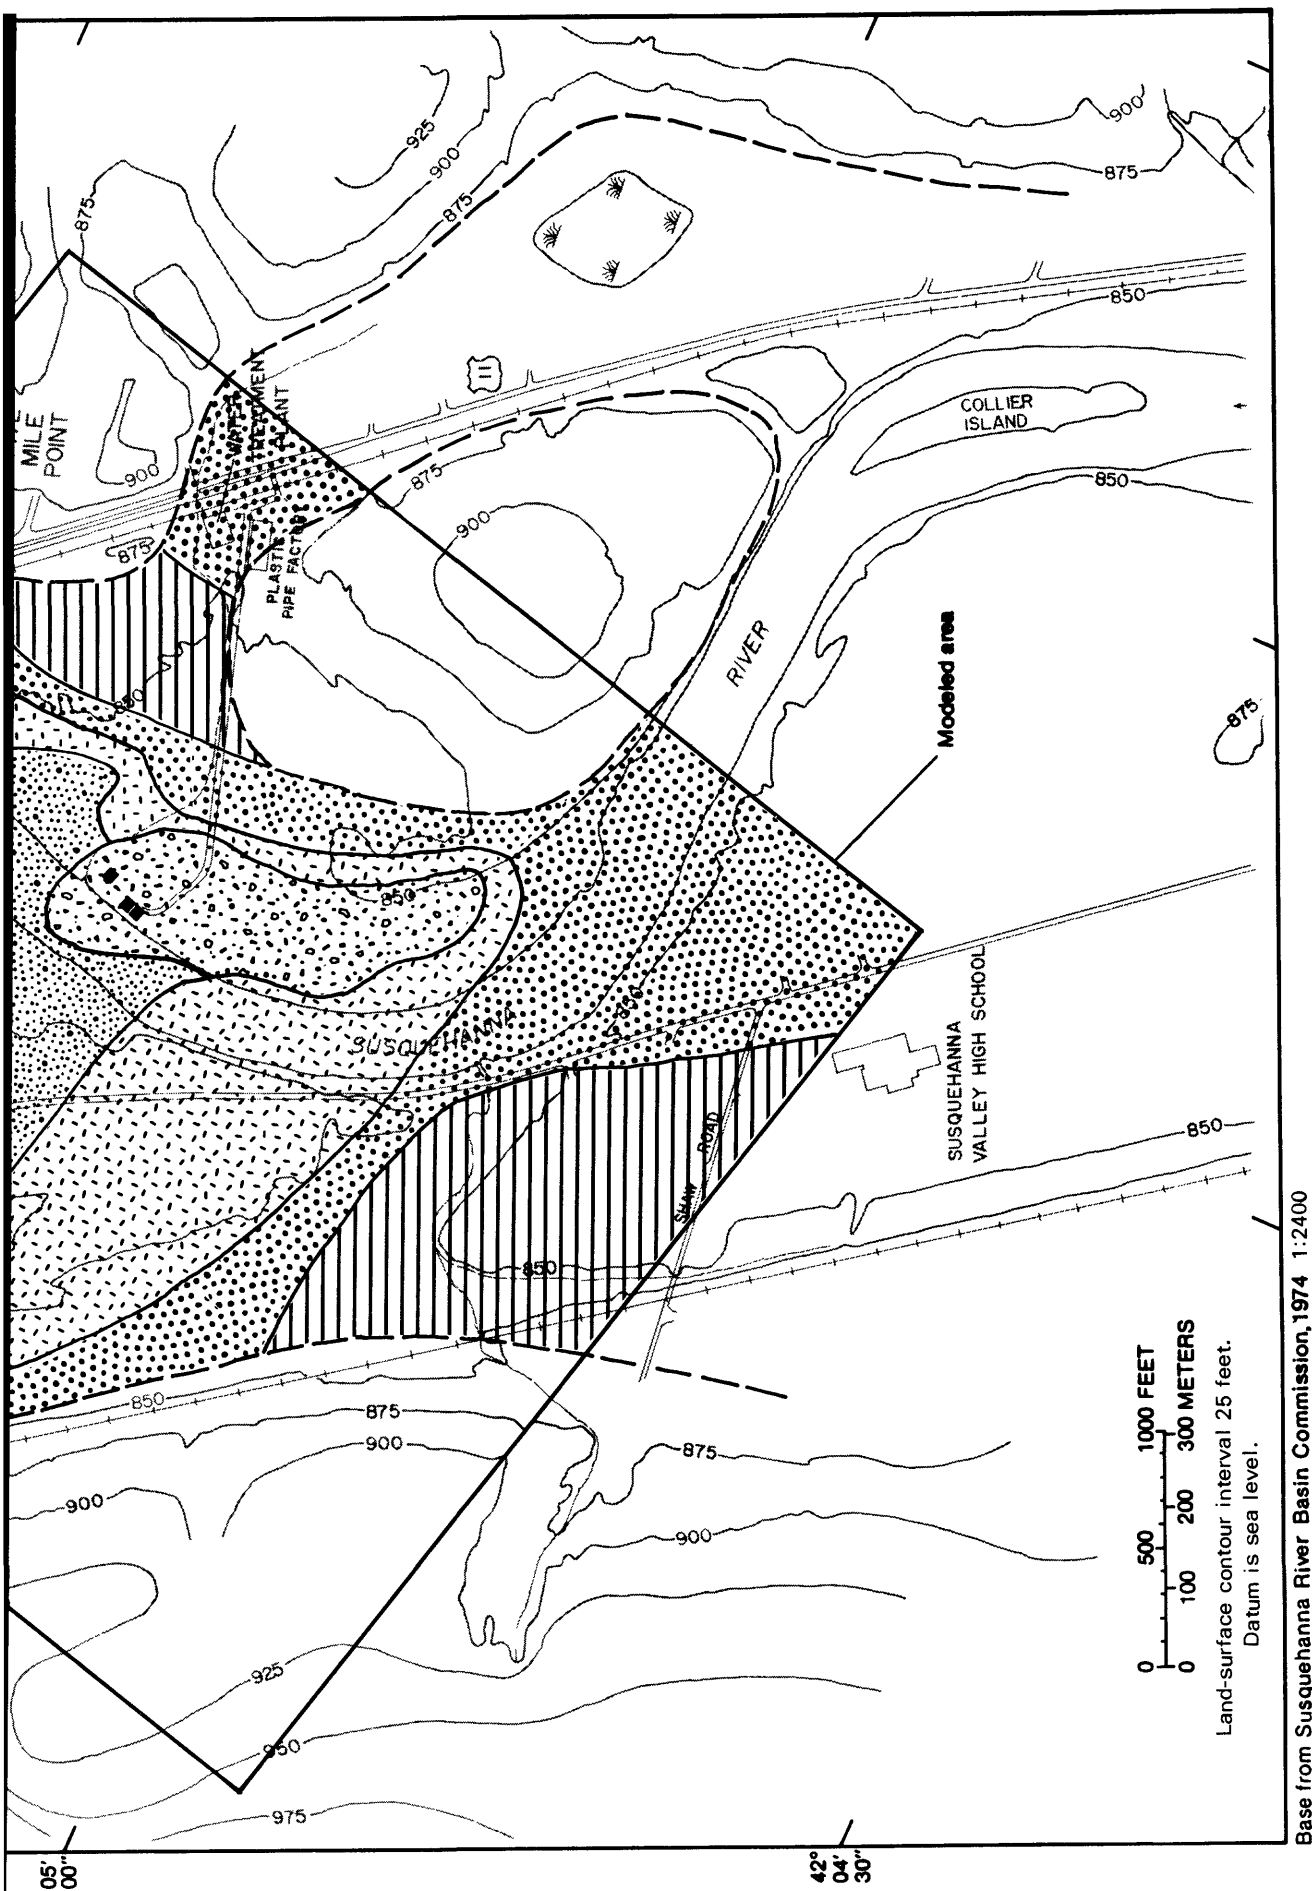 925
900
875
875
900
875
850
MILE
POINT
900
875
WATER
TREATMENT
PLANT
PLASTIC
PIPE FACTORY
11
875
900
COLLIER
ISLAND
850
850
RIVER
Modeled area
875
850
850
SUSQUEHANNA
850
SUSQUEHANNA
VALLEY HIGH SCHOOL
SHAW ROAD
850
850
850
875
900
900
875
900
925
950
975
0 500 1000 FEET
0 100 200 300 METERS
Land-surface contour interval 25 feet.
Datum is sea level.
05'
00"
42°
04'
30"
Base from Susquehanna River Basin Commission, 1974 1:2400